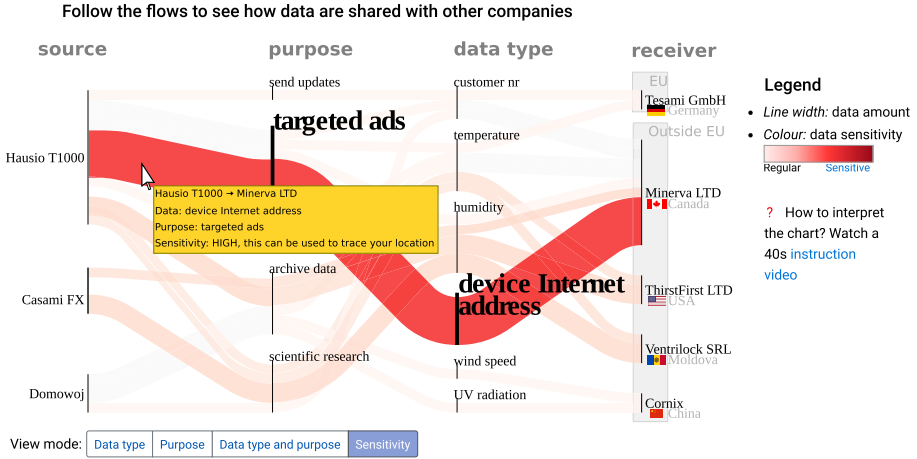 Follow the flows to see how data are shared with other companies
source
purpose
data type
receiver
Hausio T1000
Casami FX
Domowoj
send updates
targeted ads
archive data
scientific research
customer nr
temperature
humidity
device Internet
address
wind speed
UV radiation
EU
Tesami GmbH
Germany
Outside EU
Minerva LTD
Canada
ThirstFirst LTD
USA
Ventrilock SRL
Moldova
Cornix
China
Hausio T1000 → Minerva LTD
Data: device Internet address
Purpose: targeted ads
Sensitivity: HIGH, this can be used to trace your location
Legend
• Line width: data amount
• Colour: data sensitivity
Regular Sensitive
? How to interpret
the chart? Watch a
40s instruction
video
View mode: Data type Purpose Data type and purpose Sensitivity